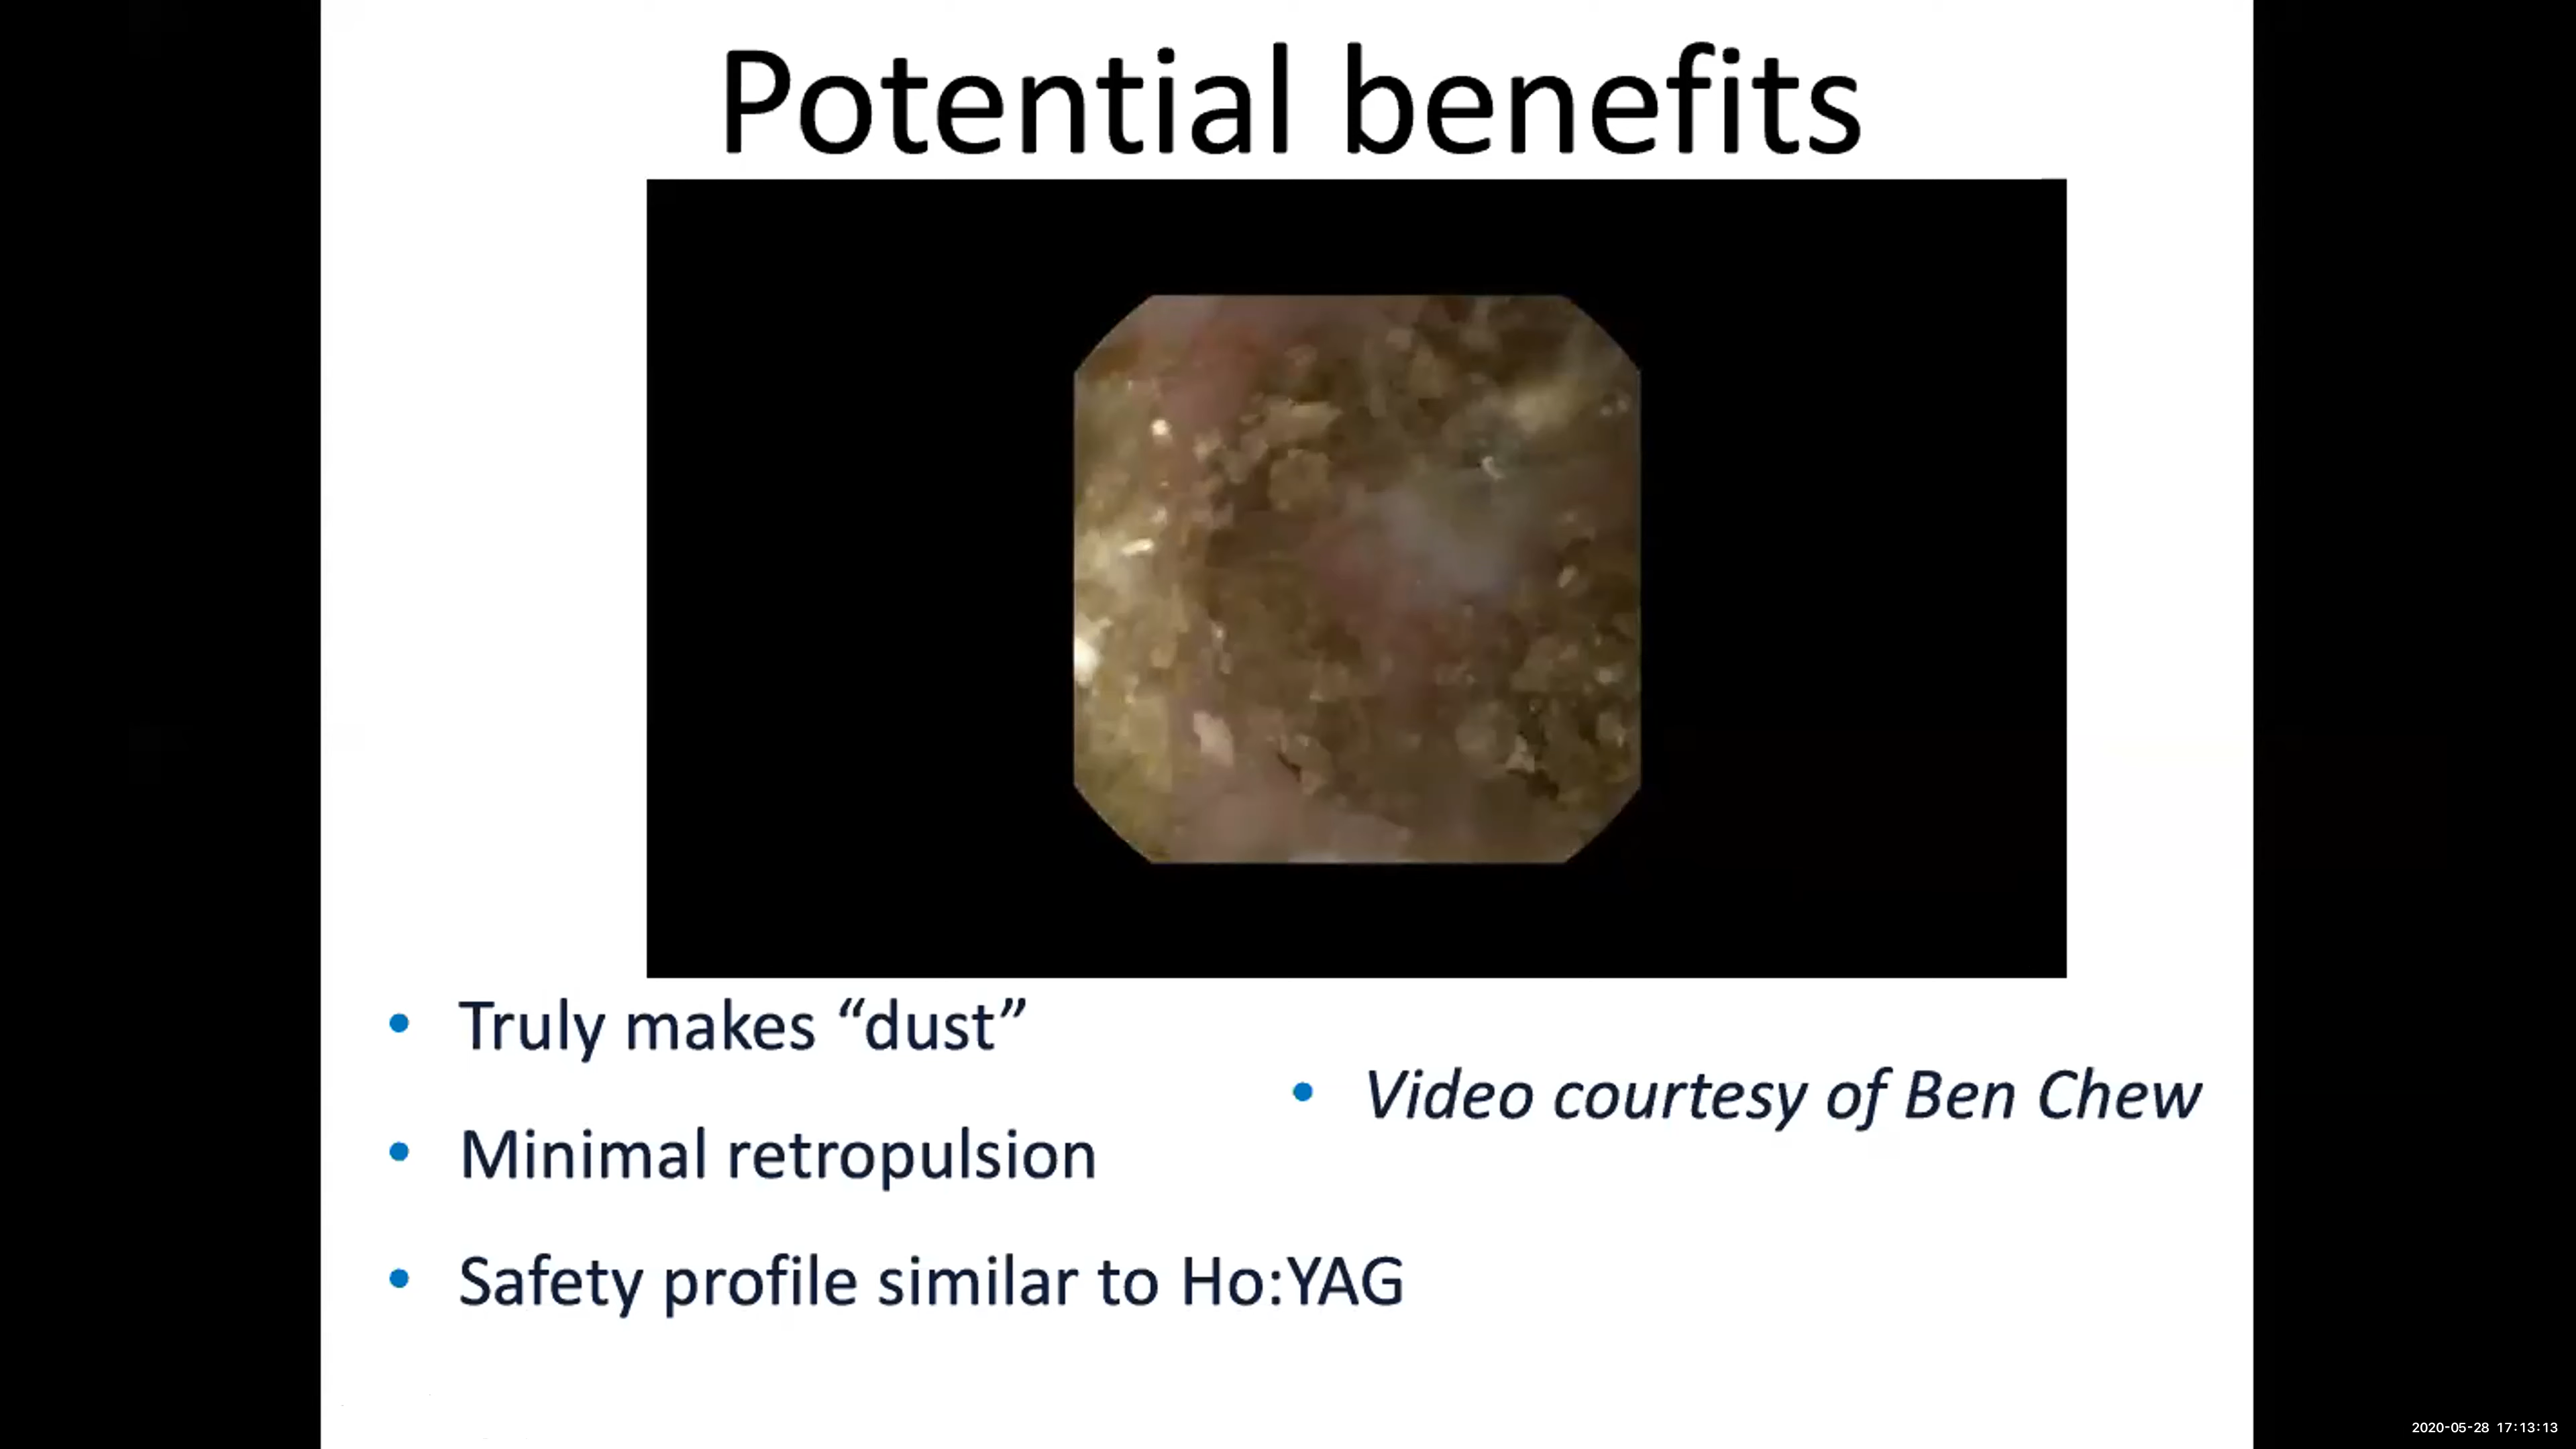 Potential benefits
• Truly makes “dust”
• Video courtesy of Ben Chew
• Minimal retropulsion
• Safety profile similar to Ho:YAG
2020-05-28 17:13:13